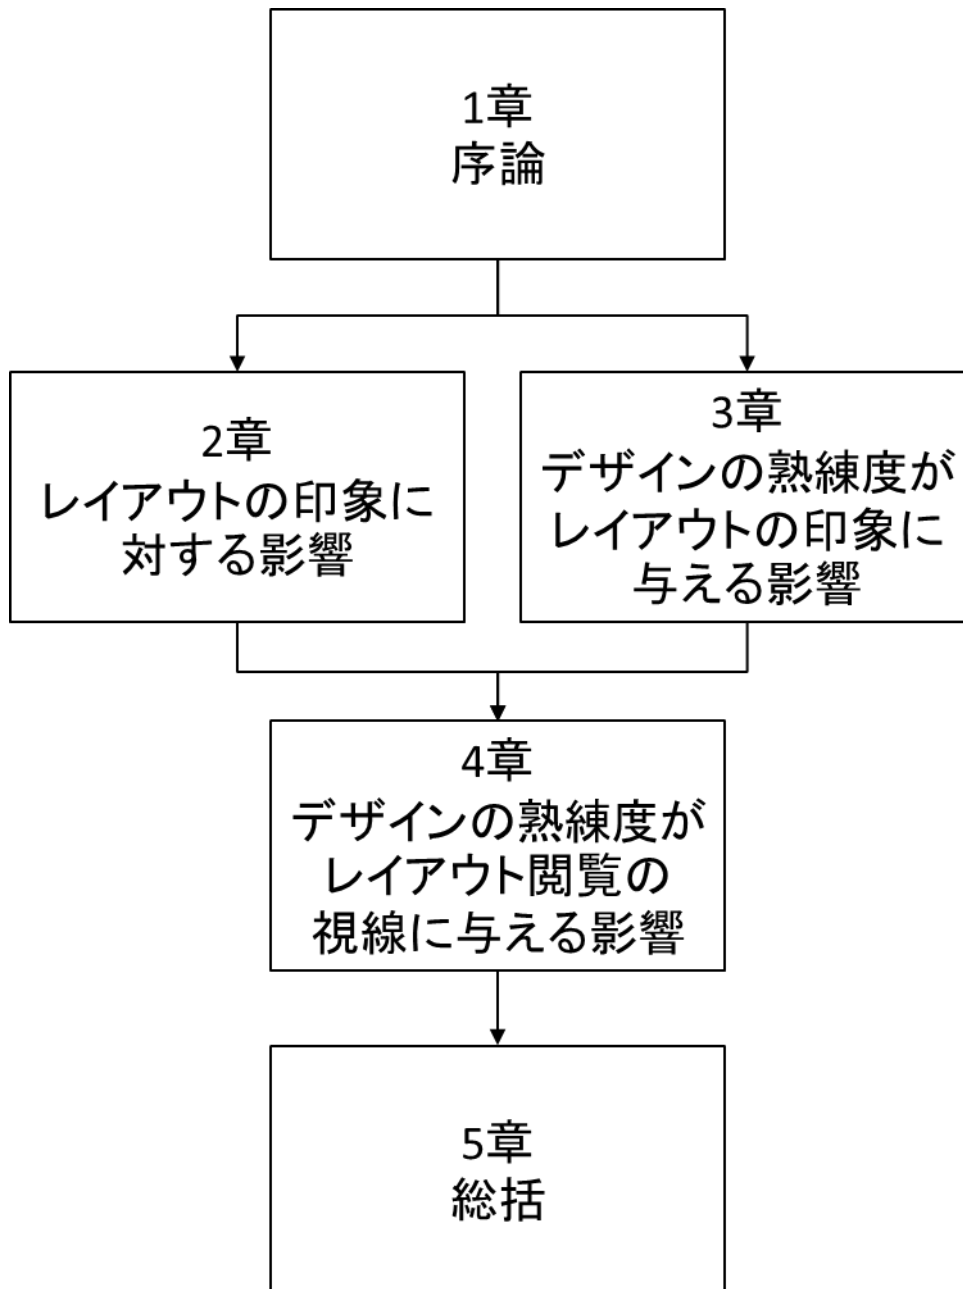 1章
序論
2章
レイアウトの印象に
対する影響
3章
デザインの熟練度が
レイアウトの印象に
与える影響
4章
デザインの熟練度が
レイアウト閲覧の
視線に与える影響
5章
総括